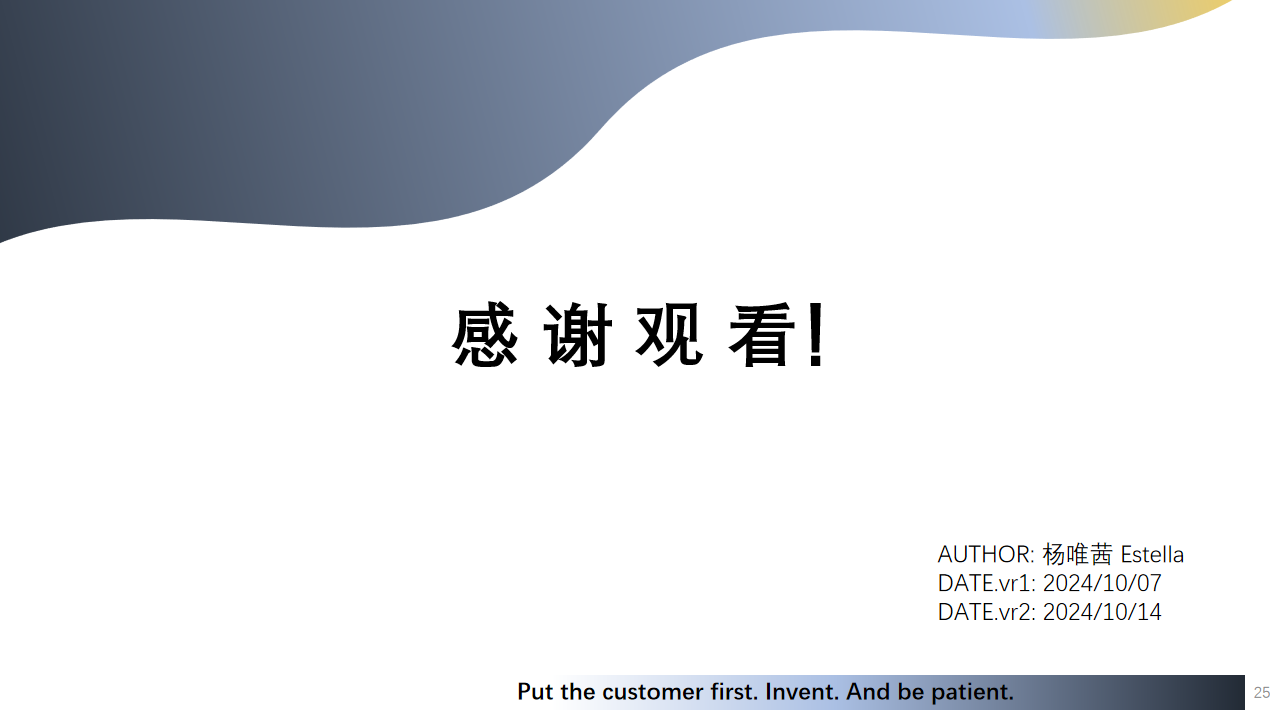 感谢观看!
AUTHOR: 杨唯茜 Estella
DATE.vr1: 2024/10/07
DATE.vr2: 2024/10/14
Put the customer first. Invent. And be patient.
25